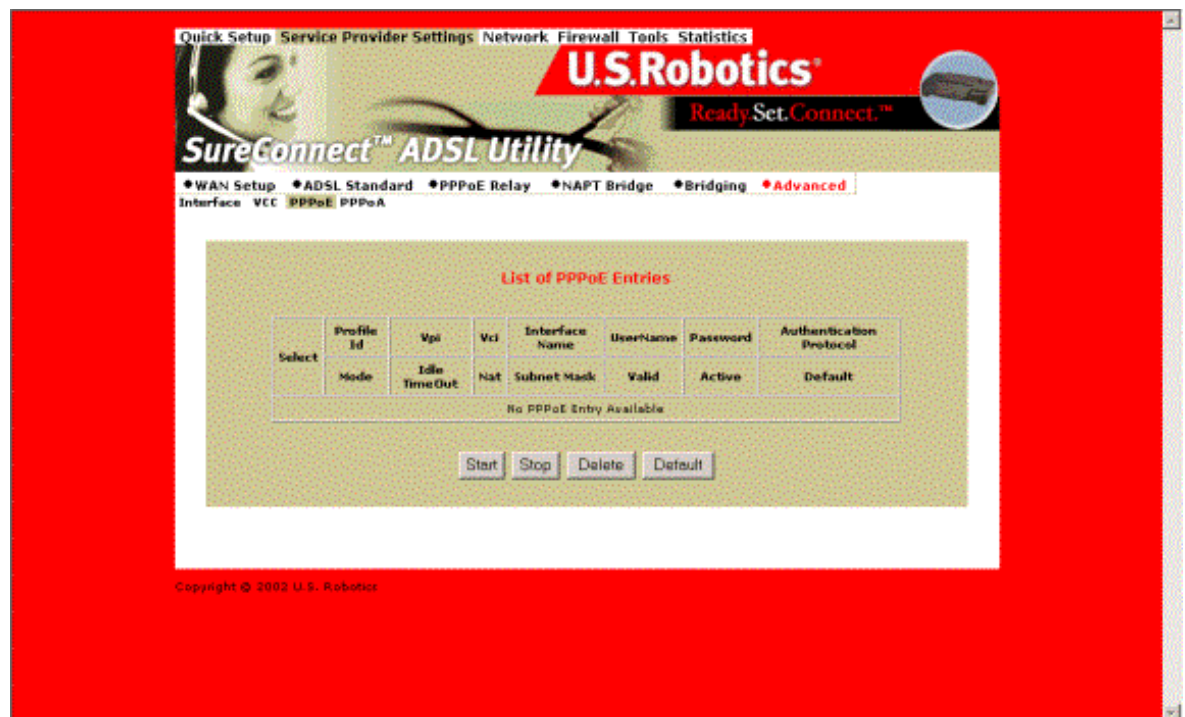 Quick Setup Service Provider Settings Network Firewall Tools Statistics
U.S.Robotics®
Ready.Set.Connect.™
SureConnect™ ADSL Utility
WAN Setup ADSL Standard PPPoE Relay NAPT Bridge Bridging Advanced
Interface VCC PPPoE PPPoA
List of PPPoE Entries
Select Profile Id Vpi Vci Interface Name UserName Password Authentication Protocol
Mode Idle TimeOut Nat Subnet Mask Valid Active Default
No PPPoE Entry Available
Start Stop Delete Default
Copyright © 2002 U.S. Robotics